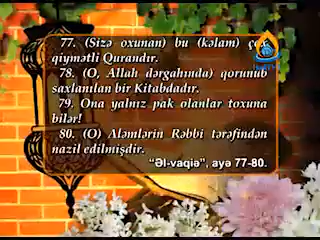 77. (Sizə oxunan) bu (kəlam) çox
qiymətli Qurandır.
78. (O, Allah dərgahında) qorunub
saxlanılan bir Kitabdadır.
79. Ona yalnız pak olanlar toxuna
bilər!
80. (O) Aləmlərin Rəbbi tərəfindən
nazil edilmişdir.
“Əl-vaqiə”, ayə 77-80.